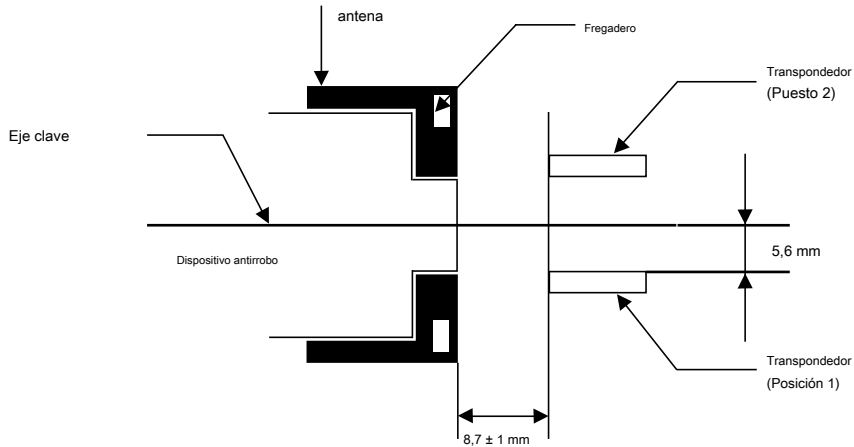 antena
Fregadero
Transpondedor
(Puesto 2)
Eje clave
5,6 mm
Dispositivo antirrobo
Transpondedor
(Posición 1)
8,7 ± 1 mm